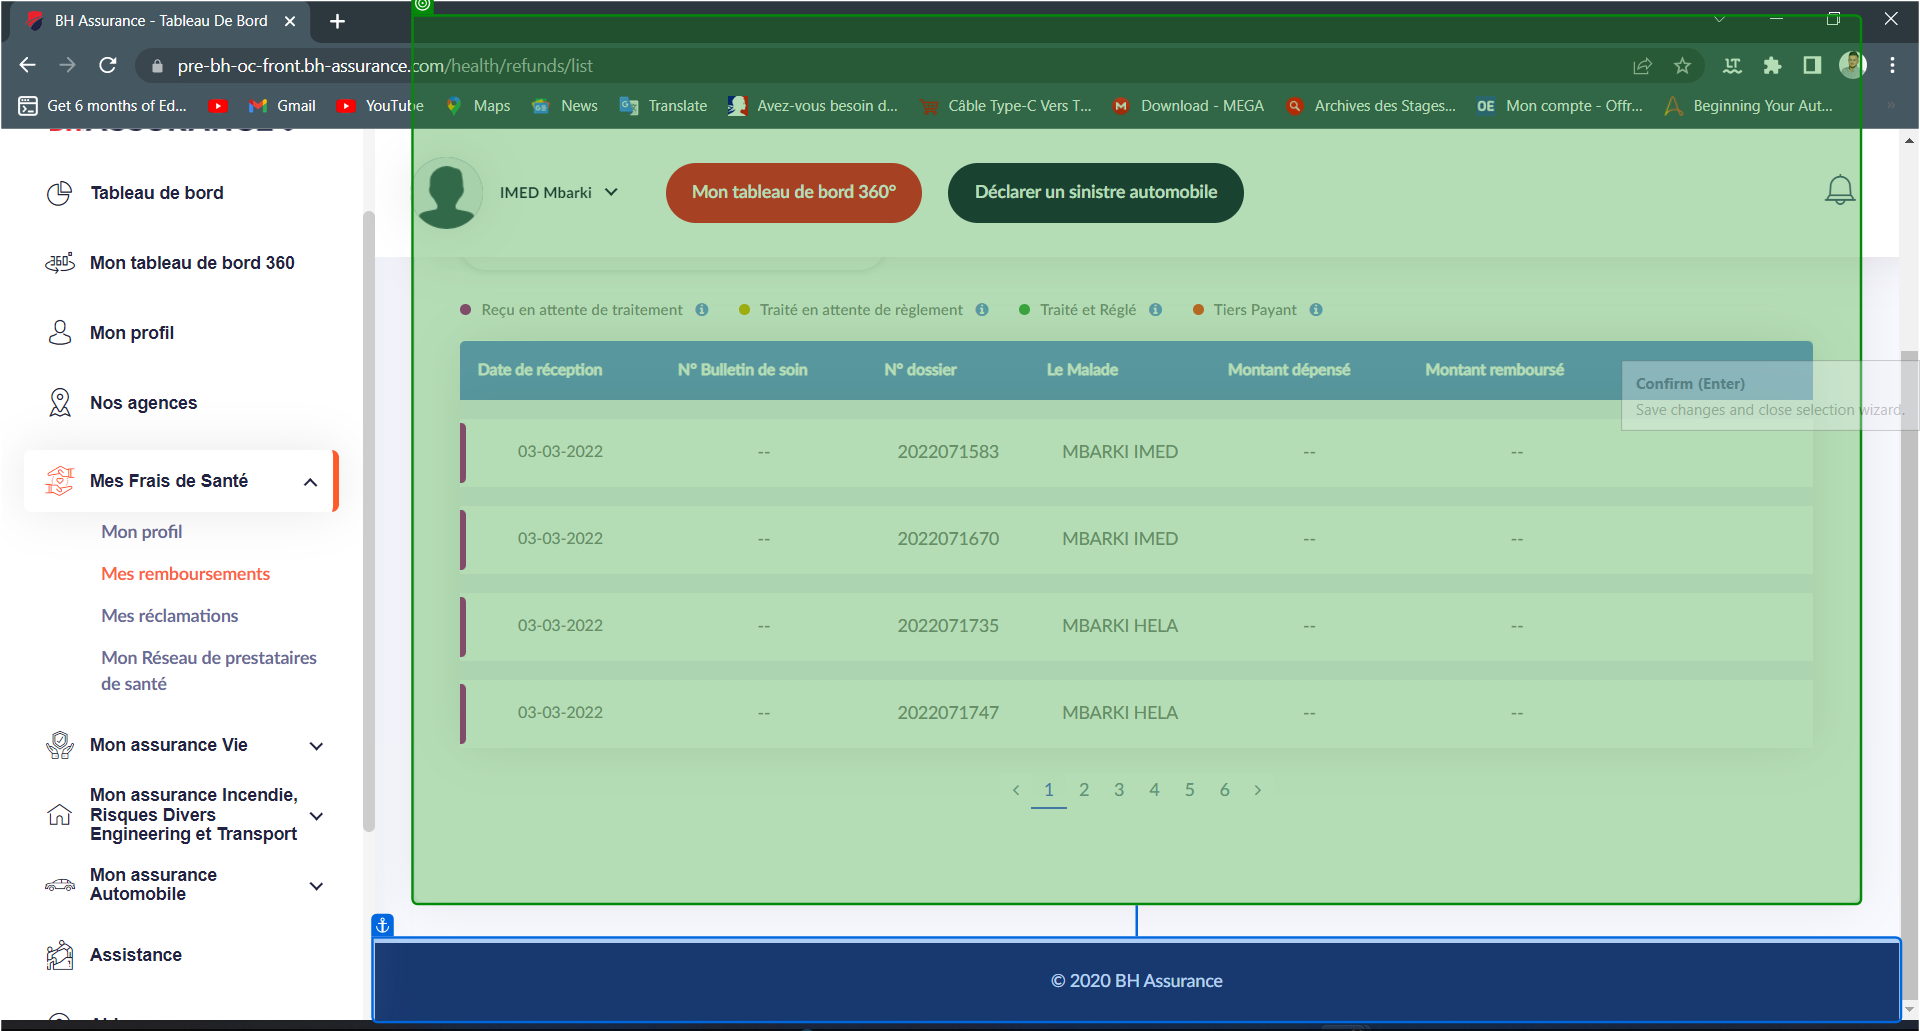 BH Assurance - Tableau De Bord
pre-bh-oc-front.bh-assurance.com/health/refunds/list
Get 6 months of Ed...
Gmail
YouTube
Maps
News
Translate
Avez-vous besoin d...
Câble Type-C Vers T...
Download - MEGA
Archives des Stages...
Mon compte - Offr...
Beginning Your Aut...
Tableau de bord
Mon tableau de bord 360
Mon profil
Nos agences
Mes Frais de Santé
Mon profil
Mes remboursements
Mes réclamations
Mon Réseau de prestataires
de santé
Mon assurance Vie
Mon assurance Incendie,
Risques Divers
Engineering et Transport
Mon assurance
Automobile
Assistance
IMED Mbarki
Mon tableau de bord 360°
Déclarer un sinistre automobile
Reçu en attente de traitement
Traité en attente de règlement
Traité et Réglé
Tiers Payant
Date de réception N° Bulletin de soin N° dossier Le Malade Montant dépensé Montant remboursé
Confirm (Enter)
Save changes and close selection wizard.
03-03-2022 -- 2022071583 MBARKI IMED -- --
03-03-2022 -- 2022071670 MBARKI IMED -- --
03-03-2022 -- 2022071735 MBARKI HELA -- --
03-03-2022 -- 2022071747 MBARKI HELA -- --
< 1 2 3 4 5 6 >
© 2020 BH Assurance